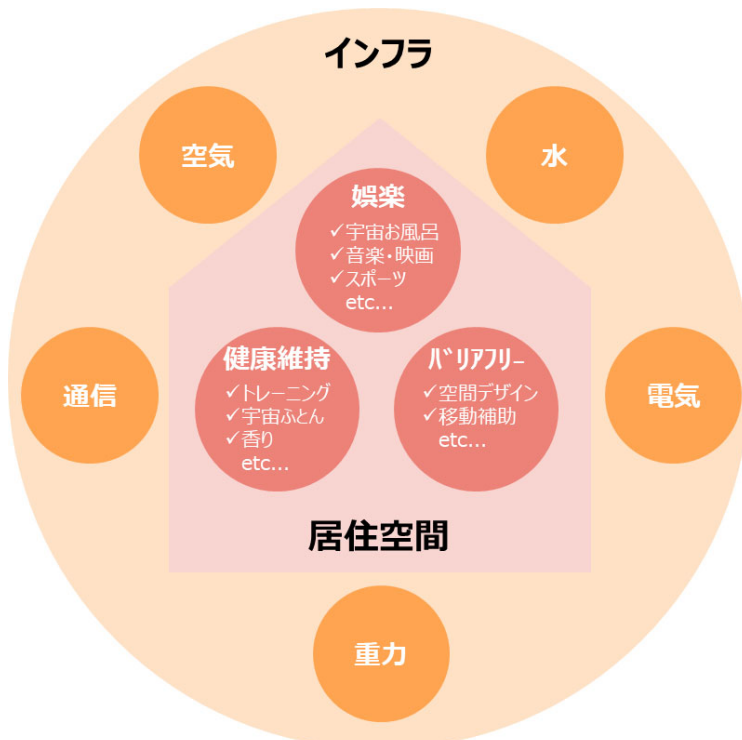 インフラ
空気
水
娯楽
✓宇宙お風呂
✓音楽・映画
✓スポーツ
etc...
健康維持
✓トレーニング
✓宇宙ふとん
✓香り
etc...
ﾊﾞﾘｱﾌﾘｰ
✓空間デザイン
✓移動補助
etc...
通信
電気
居住空間
重力